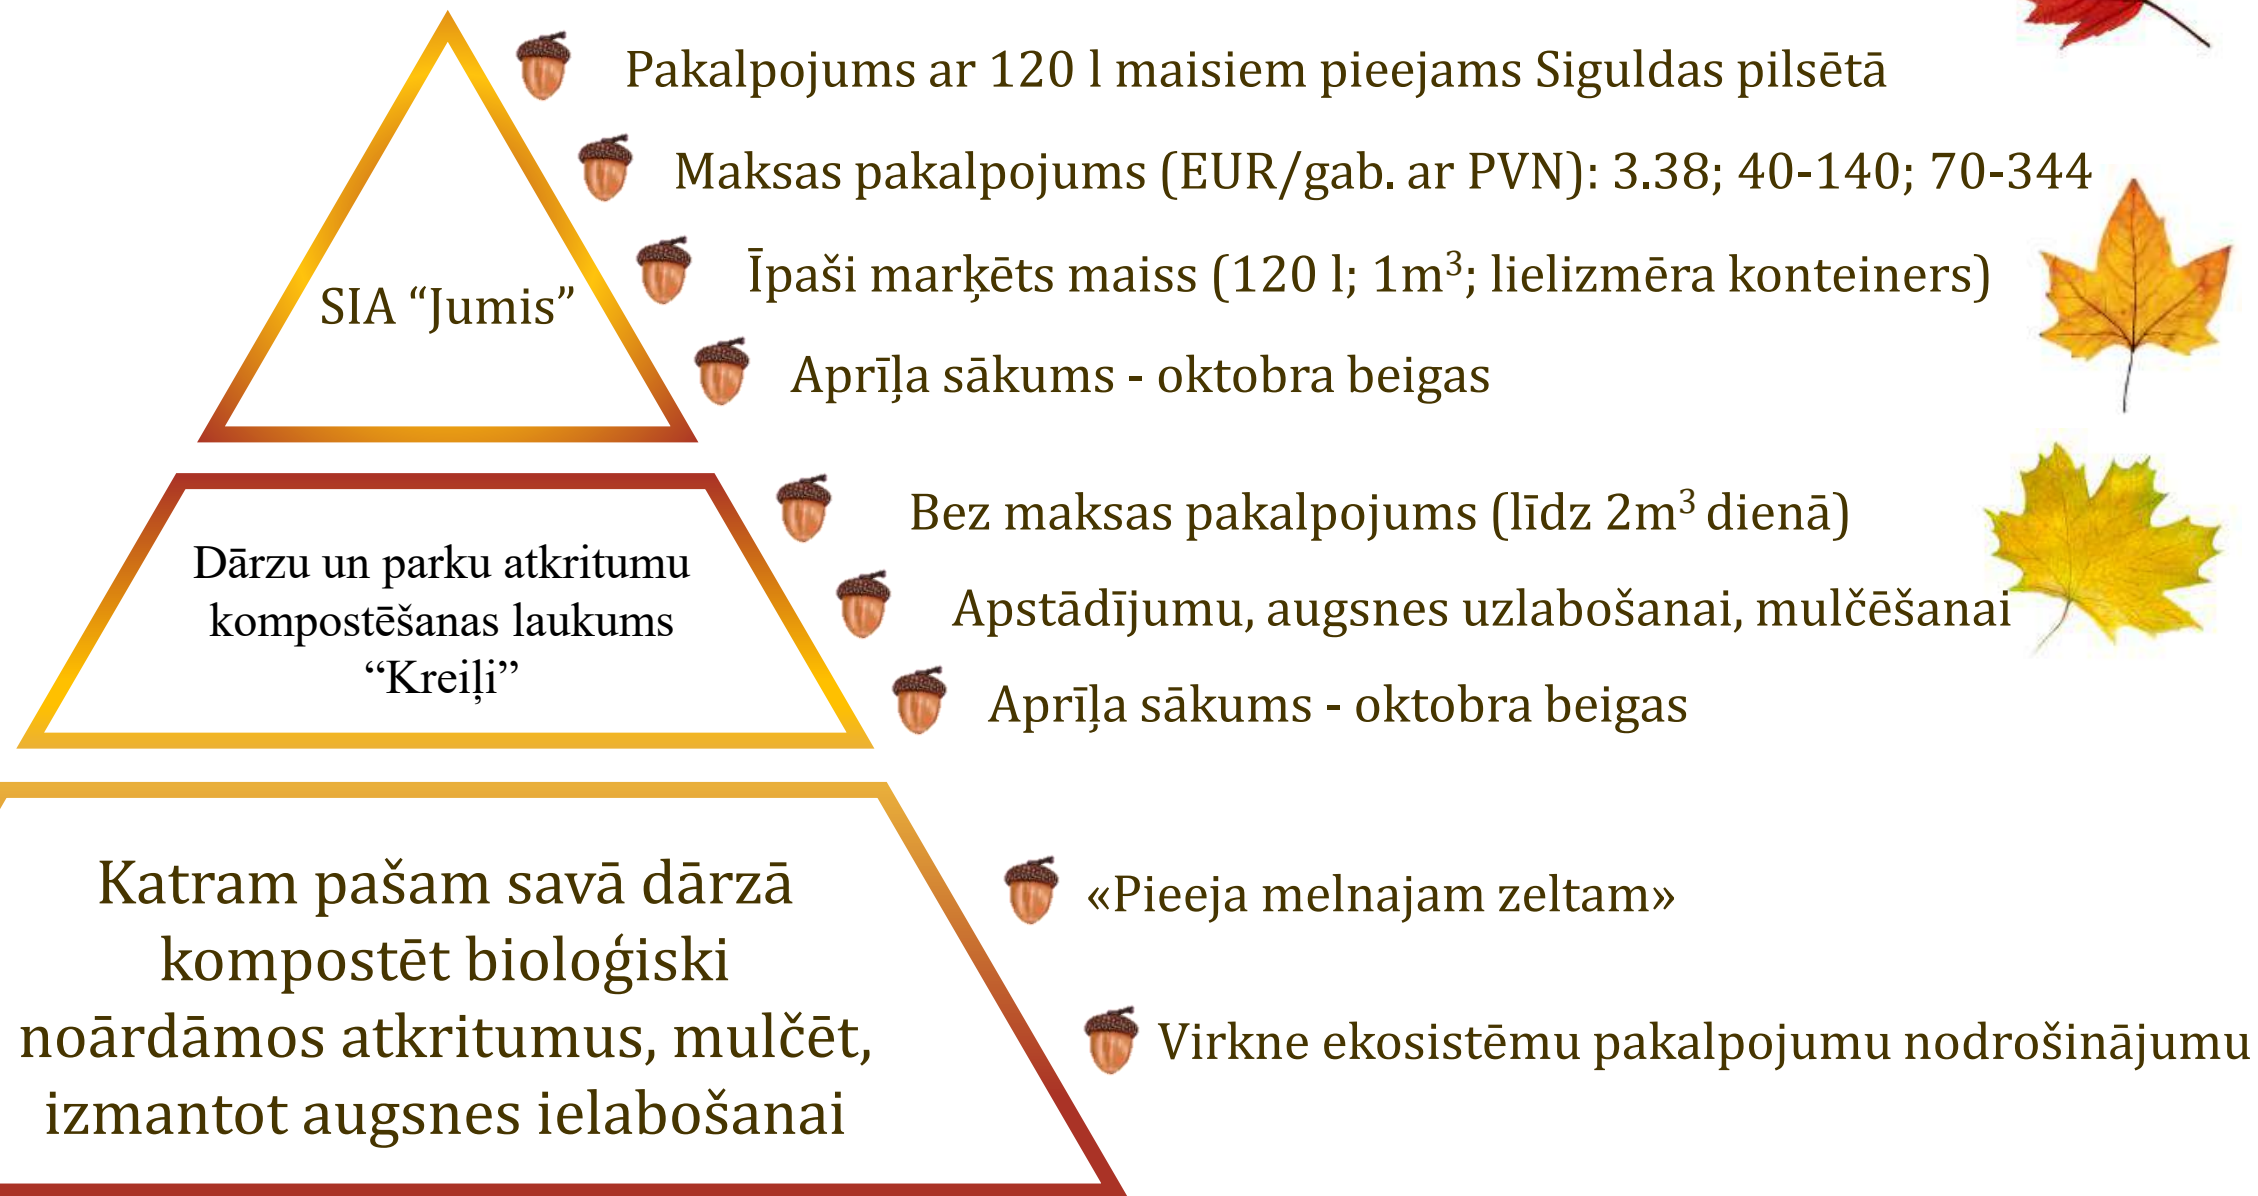 SIA “Jumis”
Pakalpojums ar 120 l maisiem pieejams Siguldas pilsētā
Maksas pakalpojums (EUR/gab. ar PVN): 3.38; 40-140; 70-344
Īpaši marķēts maiss (120 l; 1m³; lielizmēra konteiners)
Aprīļa sākums - oktobra beigas
Dārzu un parku atkritumu
kompostēšanas laukums
“Kreiļi”
Bez maksas pakalpojums (līdz 2m³ dienā)
Apstādījumu, augsnes uzlabošanai, mulčēšanai
Aprīļa sākums - oktobra beigas
Katram pašam savā dārzā
kompostēt bioloģiski
noārdāmos atkritumus, mulčēt,
izmantot augsnes ielabošanai
«Pieeja melnajam zeltam»
Virkne ekosistēmu pakalpojumu nodrošinājumu